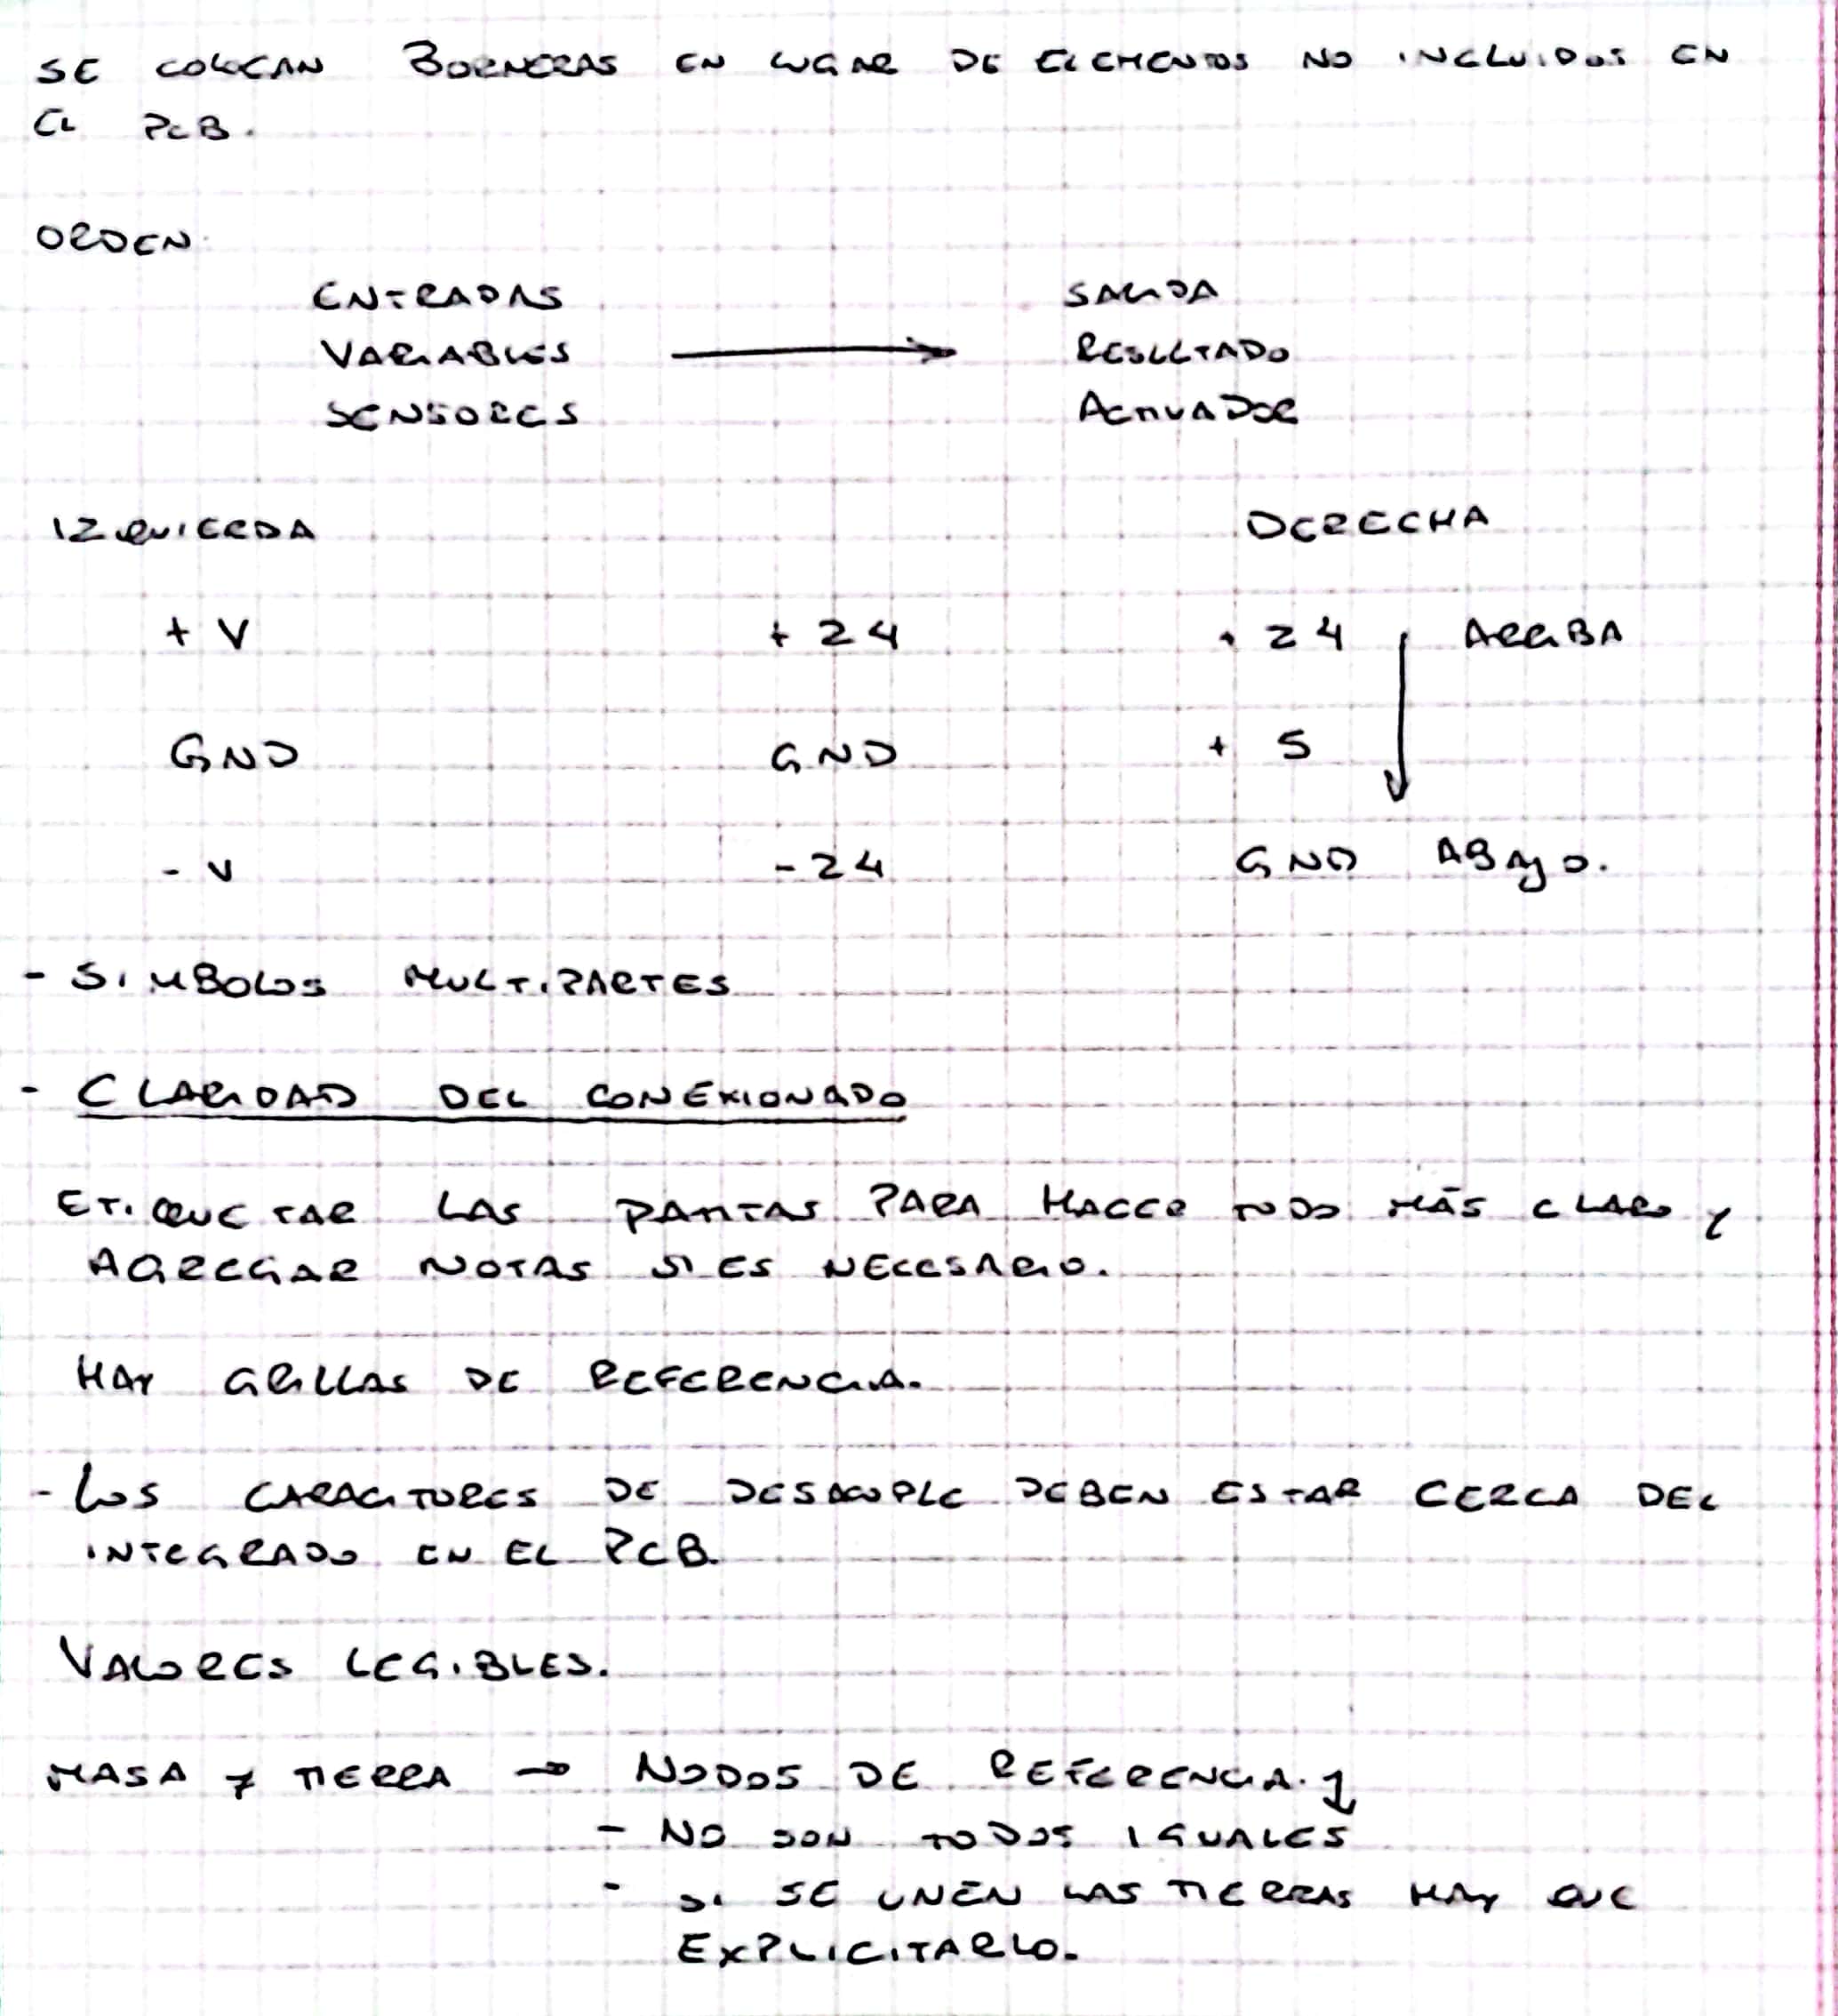 SE COLOCAN BORNERAS EN LUGAR DE ELEMENTOS NO INCLUIDOS EN
EL PCB.
ORDEN
ENTRADAS SALIDA
VARIABLES → RESULTADO
SENSORES ACTIVADOR
IZQUIERDA DERECHA
+ V + 24 + 24 ARRIBA
GND GND + 5
- V - 24 GND ABAJO.
- SIMBOLOS MULTIPARTES
- CLARIDAD DEL CONEXIONADO
ETIQUETAR LAS PARTES PARA HACER TODO MÁS CLARO Y
AGREGAR NOTAS SI ES NECESARIO.
HAY GRILLAS DE REFERENCIA.
- LOS CAPACITORES DE DESACOPLE DEBEN ESTAR CERCA DEL
INTEGRADO EN EL PCB.
VALORES LEGIBLES.
MASA Y TIERRA → NODOS DE REFERENCIA.
- NO SON TODOS IGUALES
- SI SE UNEN LAS TIERRAS HAY QUE
EXPLICITARLO.